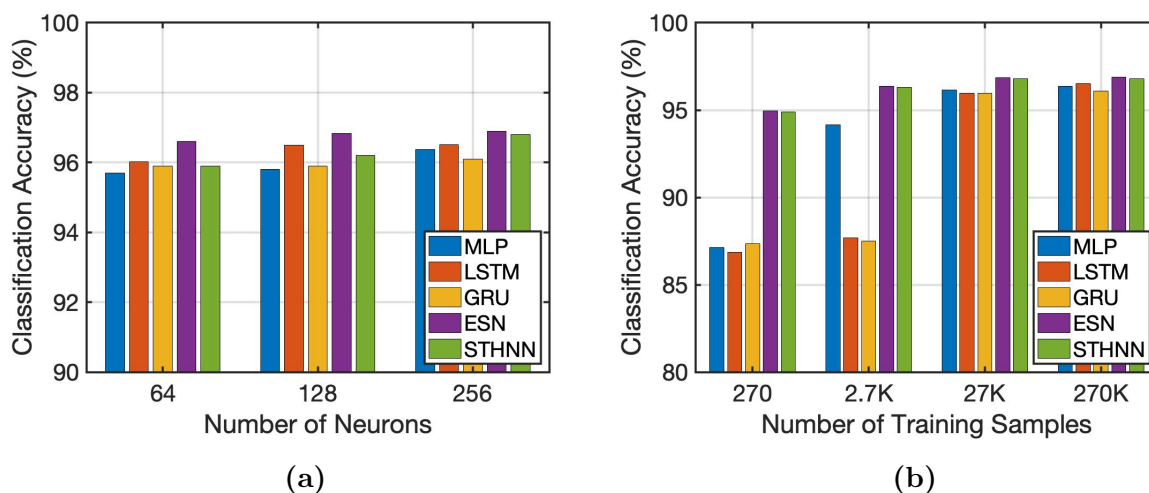 Classification Accuracy (%)
100
98
96
94
92
90
64
128
256
Number of Neurons
MLP
LSTM
GRU
ESN
STHNN
(a)
Classification Accuracy (%)
100
95
90
85
80
270
2.7K
27K
270K
Number of Training Samples
MLP
LSTM
GRU
ESN
STHNN
(b)